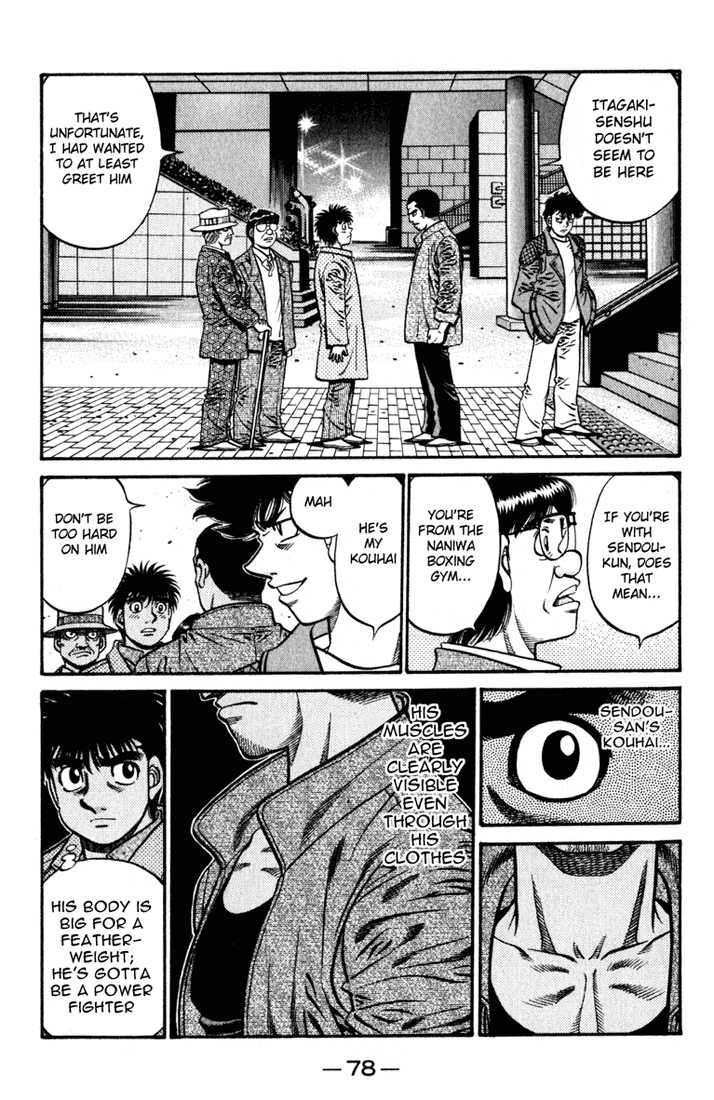 ITAGAKI-
SENSHU
DOESN'T
SEEM TO
BE HERE
THAT'S
UNFORTUNATE,
I HAD WANTED
TO AT LEAST
GREET HIM
IF YOU'RE
WITH
SENDOU-
KUN, DOES
THAT
MEAN...
YOU'RE
FROM THE
NANIWA
BOXING
GYM...
MAH
HE'S
MY
KOUHAI
DON'T BE
TOO HARD
ON HIM
SENDOU-
SAN'S
KOUHAI...
HIS
MUSCLES
ARE
CLEARLY
VISIBLE
EVEN
THROUGH
HIS
CLOTHES
HIS BODY IS
BIG FOR A
FEATHER-
WEIGHT;
HE'S GOTTA
BE A POWER
FIGHTER
— 78 —